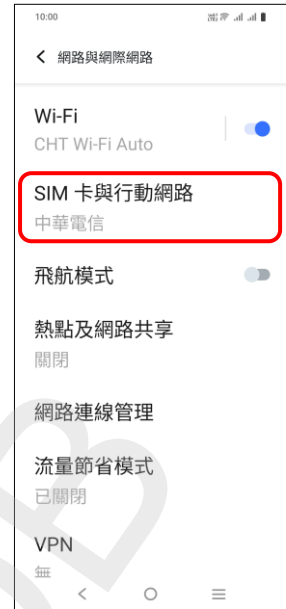 10:00
網路與網際網路
Wi-Fi
CHT Wi-Fi Auto
SIM 卡與行動網路
中華電信
飛航模式
熱點及網路共享
關閉
網路連線管理
流量節省模式
已關閉
VPN
無